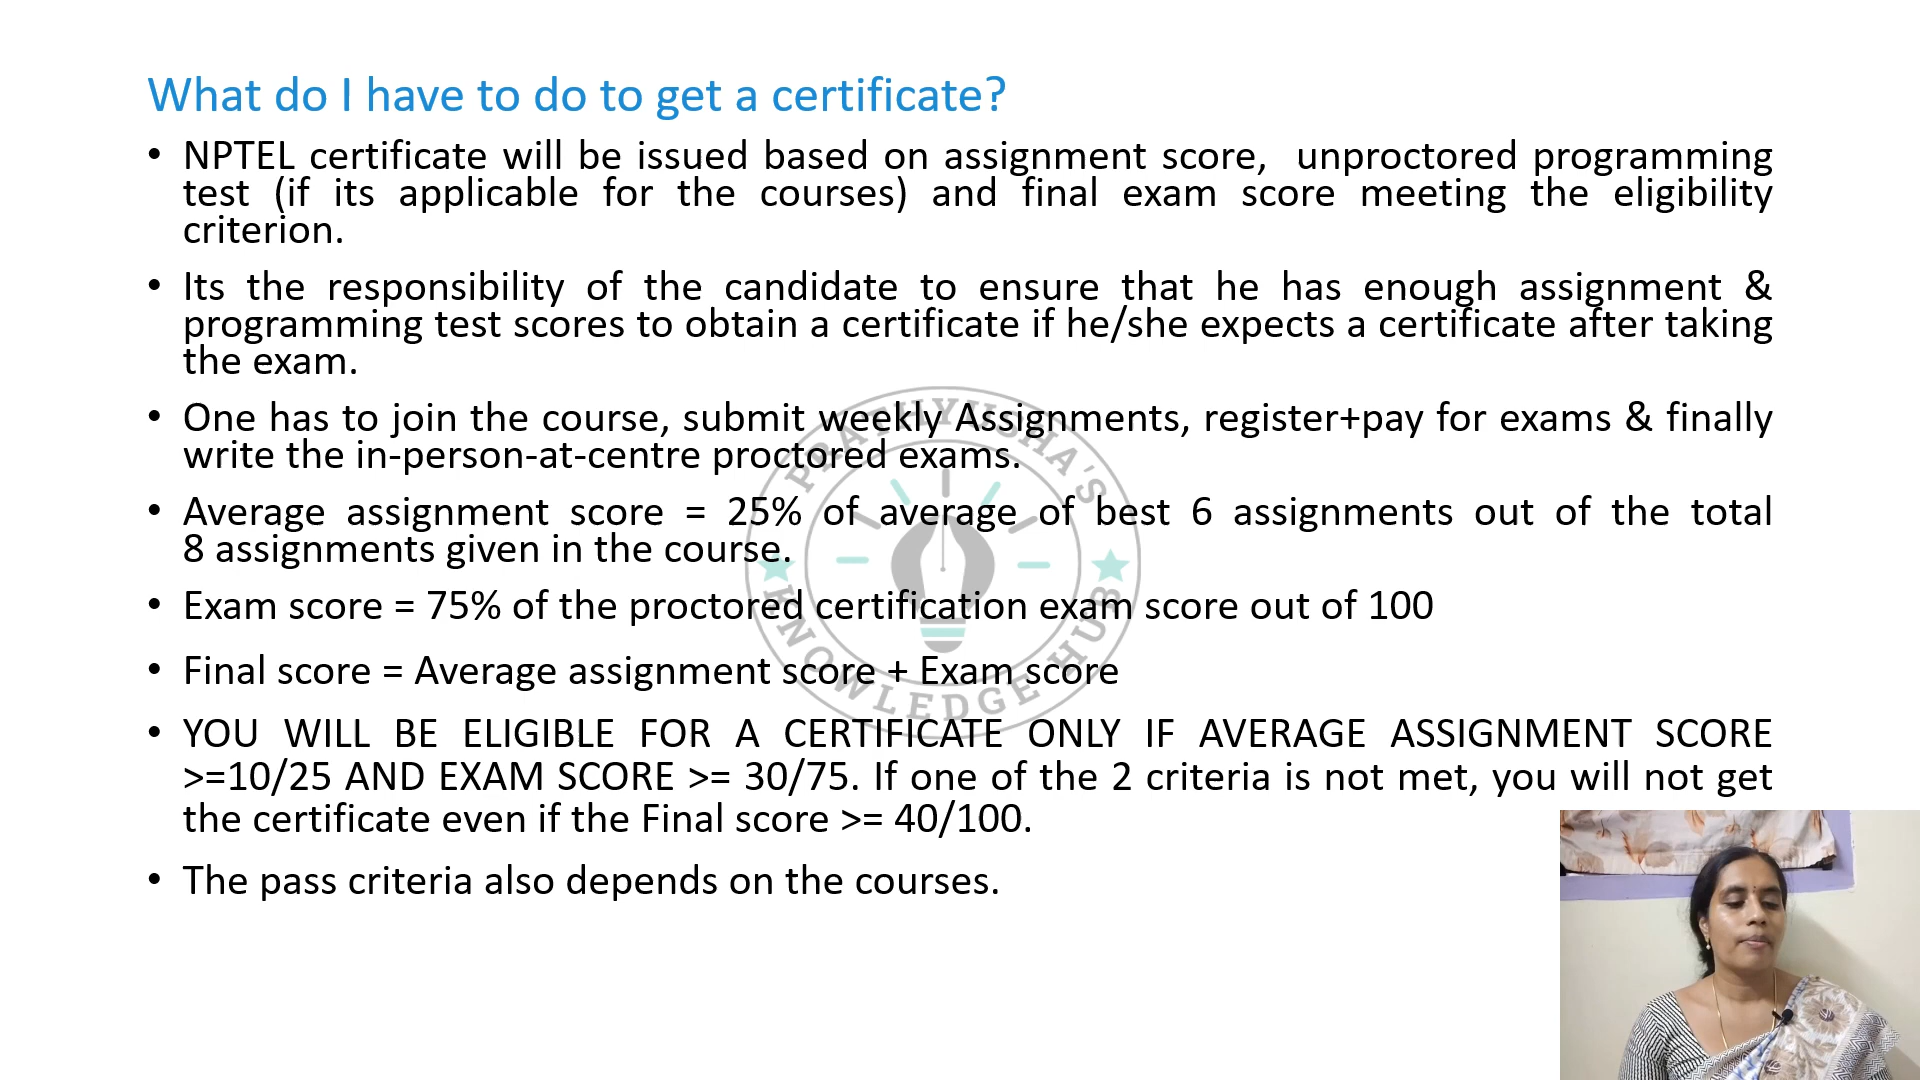 What do I have to do to get a certificate?
• NPTEL certificate will be issued based on assignment score,  unproctored programming
test (if its applicable for the courses) and final exam score meeting the eligibility
criterion.
• Its the responsibility of the candidate to ensure that he has enough assignment &
programming test scores to obtain a certificate if he/she expects a certificate after taking
the exam.
• One has to join the course, submit weekly Assignments, register+pay for exams & finally
write the in-person-at-centre proctored exams.
• Average assignment score = 25% of average of best 6 assignments out of the total
8 assignments given in the course.
• Exam score = 75% of the proctored certification exam score out of 100
• Final score = Average assignment score + Exam score
• YOU WILL BE ELIGIBLE FOR A CERTIFICATE ONLY IF AVERAGE ASSIGNMENT SCORE
>=10/25 AND EXAM SCORE >= 30/75. If one of the 2 criteria is not met, you will not get
the certificate even if the Final score >= 40/100.
• The pass criteria also depends on the courses.
PRATHYUSHA'S
KNOWLEDGE HUB